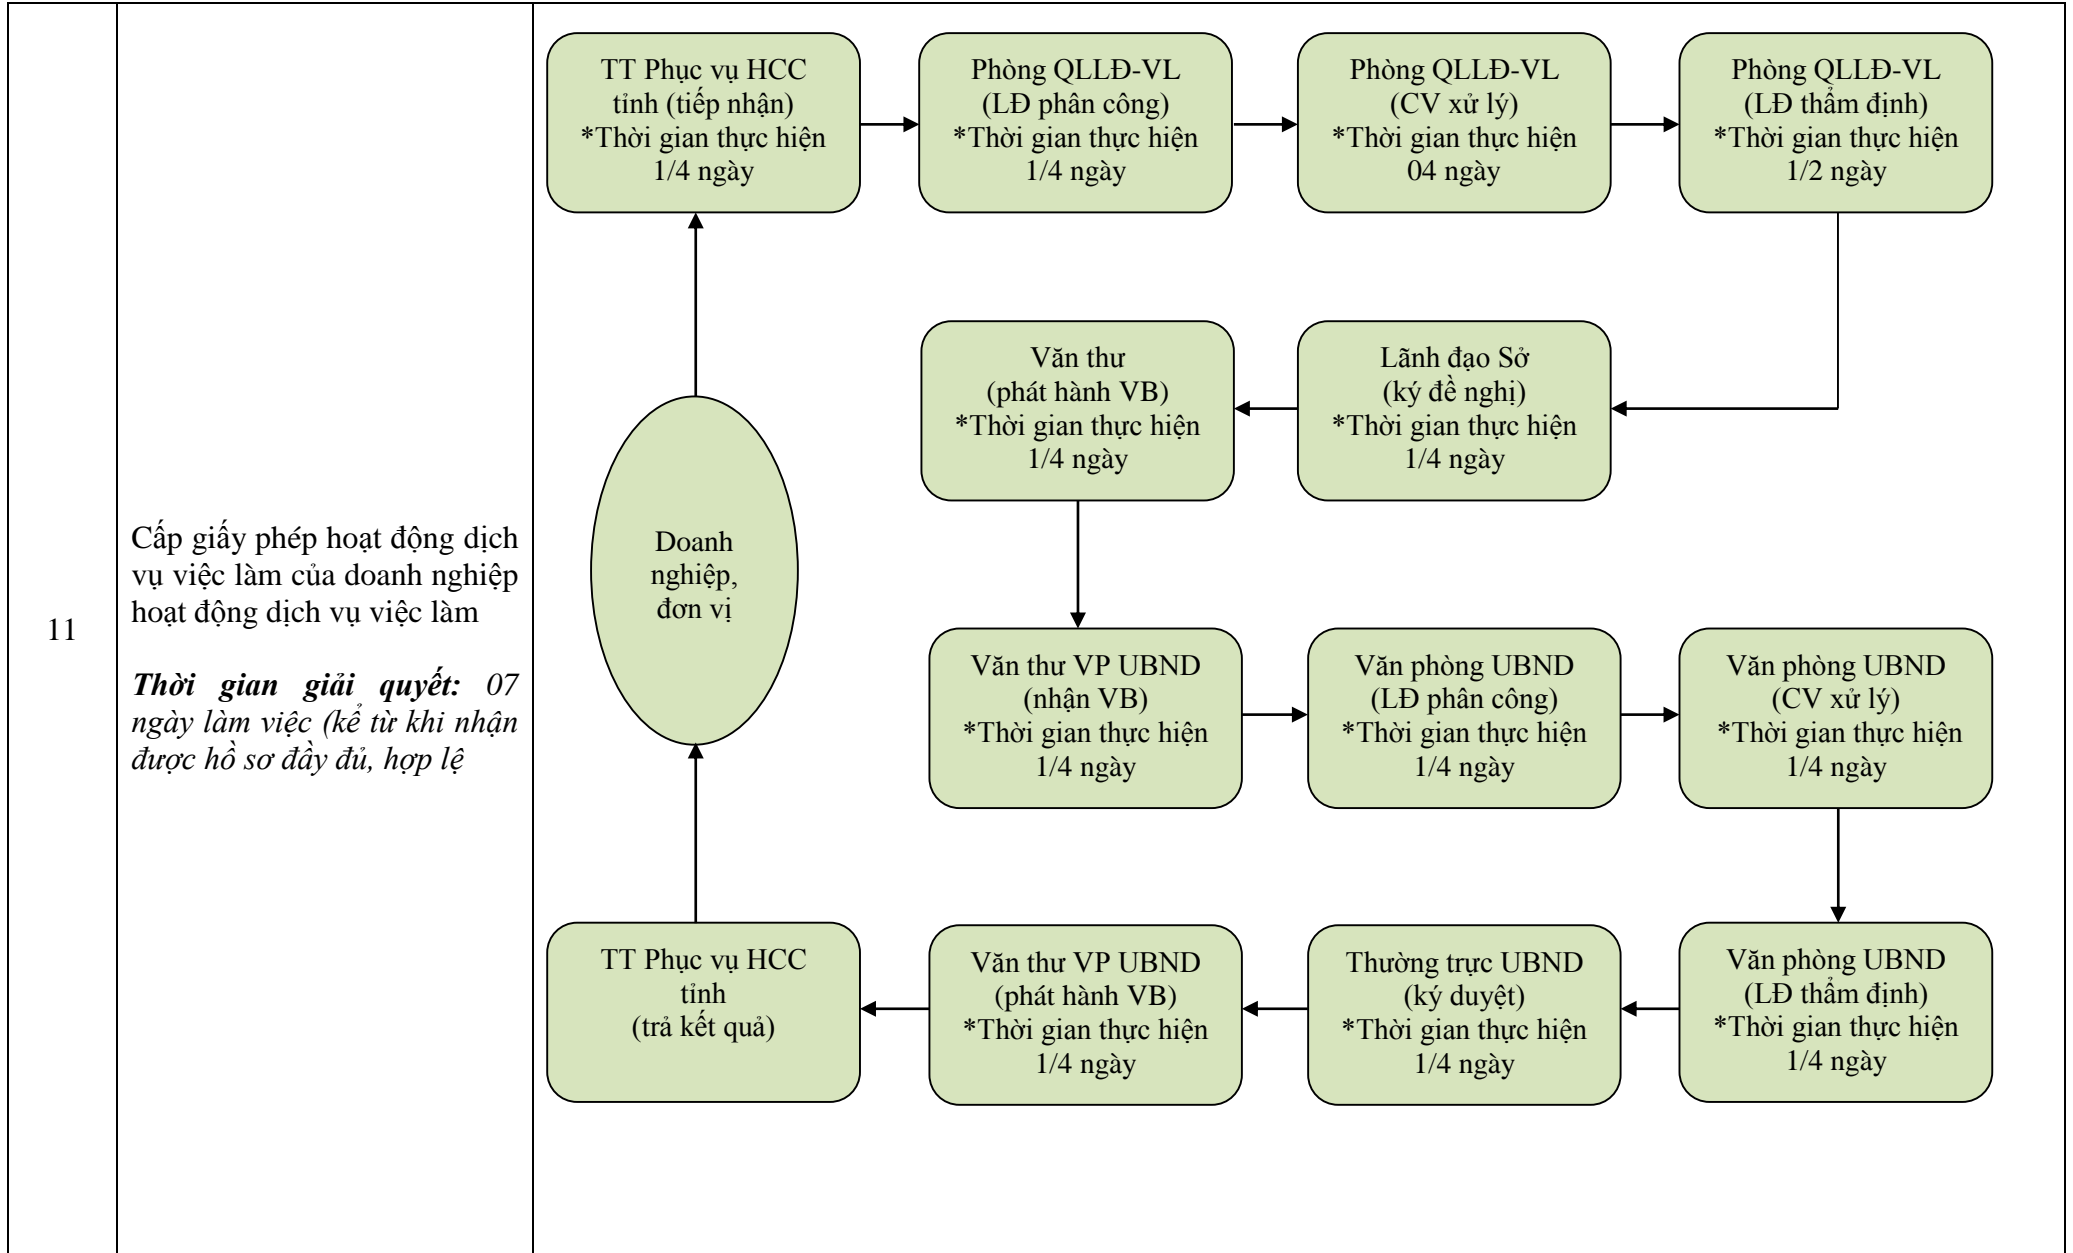 11
Cấp giấy phép hoạt động dịch
vụ việc làm của doanh nghiệp
hoạt động dịch vụ việc làm
Thời gian giải quyết: 07
ngày làm việc (kể từ khi nhận
được hồ sơ đầy đủ, hợp lệ
TT Phục vụ HCC
tỉnh (tiếp nhận)
*Thời gian thực hiện
1/4 ngày
Phòng QLLĐ-VL
(LĐ phân công)
*Thời gian thực hiện
1/4 ngày
Phòng QLLĐ-VL
(CV xử lý)
*Thời gian thực hiện
04 ngày
Phòng QLLĐ-VL
(LĐ thẩm định)
*Thời gian thực hiện
1/2 ngày
Lãnh đạo Sở
(ký đề nghị)
*Thời gian thực hiện
1/4 ngày
Văn thư
(phát hành VB)
*Thời gian thực hiện
1/4 ngày
Văn thư VP UBND
(nhận VB)
*Thời gian thực hiện
1/4 ngày
Văn phòng UBND
(LĐ phân công)
*Thời gian thực hiện
1/4 ngày
Văn phòng UBND
(CV xử lý)
*Thời gian thực hiện
1/4 ngày
Văn phòng UBND
(LĐ thẩm định)
*Thời gian thực hiện
1/4 ngày
Thường trực UBND
(ký duyệt)
*Thời gian thực hiện
1/4 ngày
Văn thư VP UBND
(phát hành VB)
*Thời gian thực hiện
1/4 ngày
TT Phục vụ HCC
tỉnh
(trả kết quả)
Doanh
nghiệp,
đơn vị